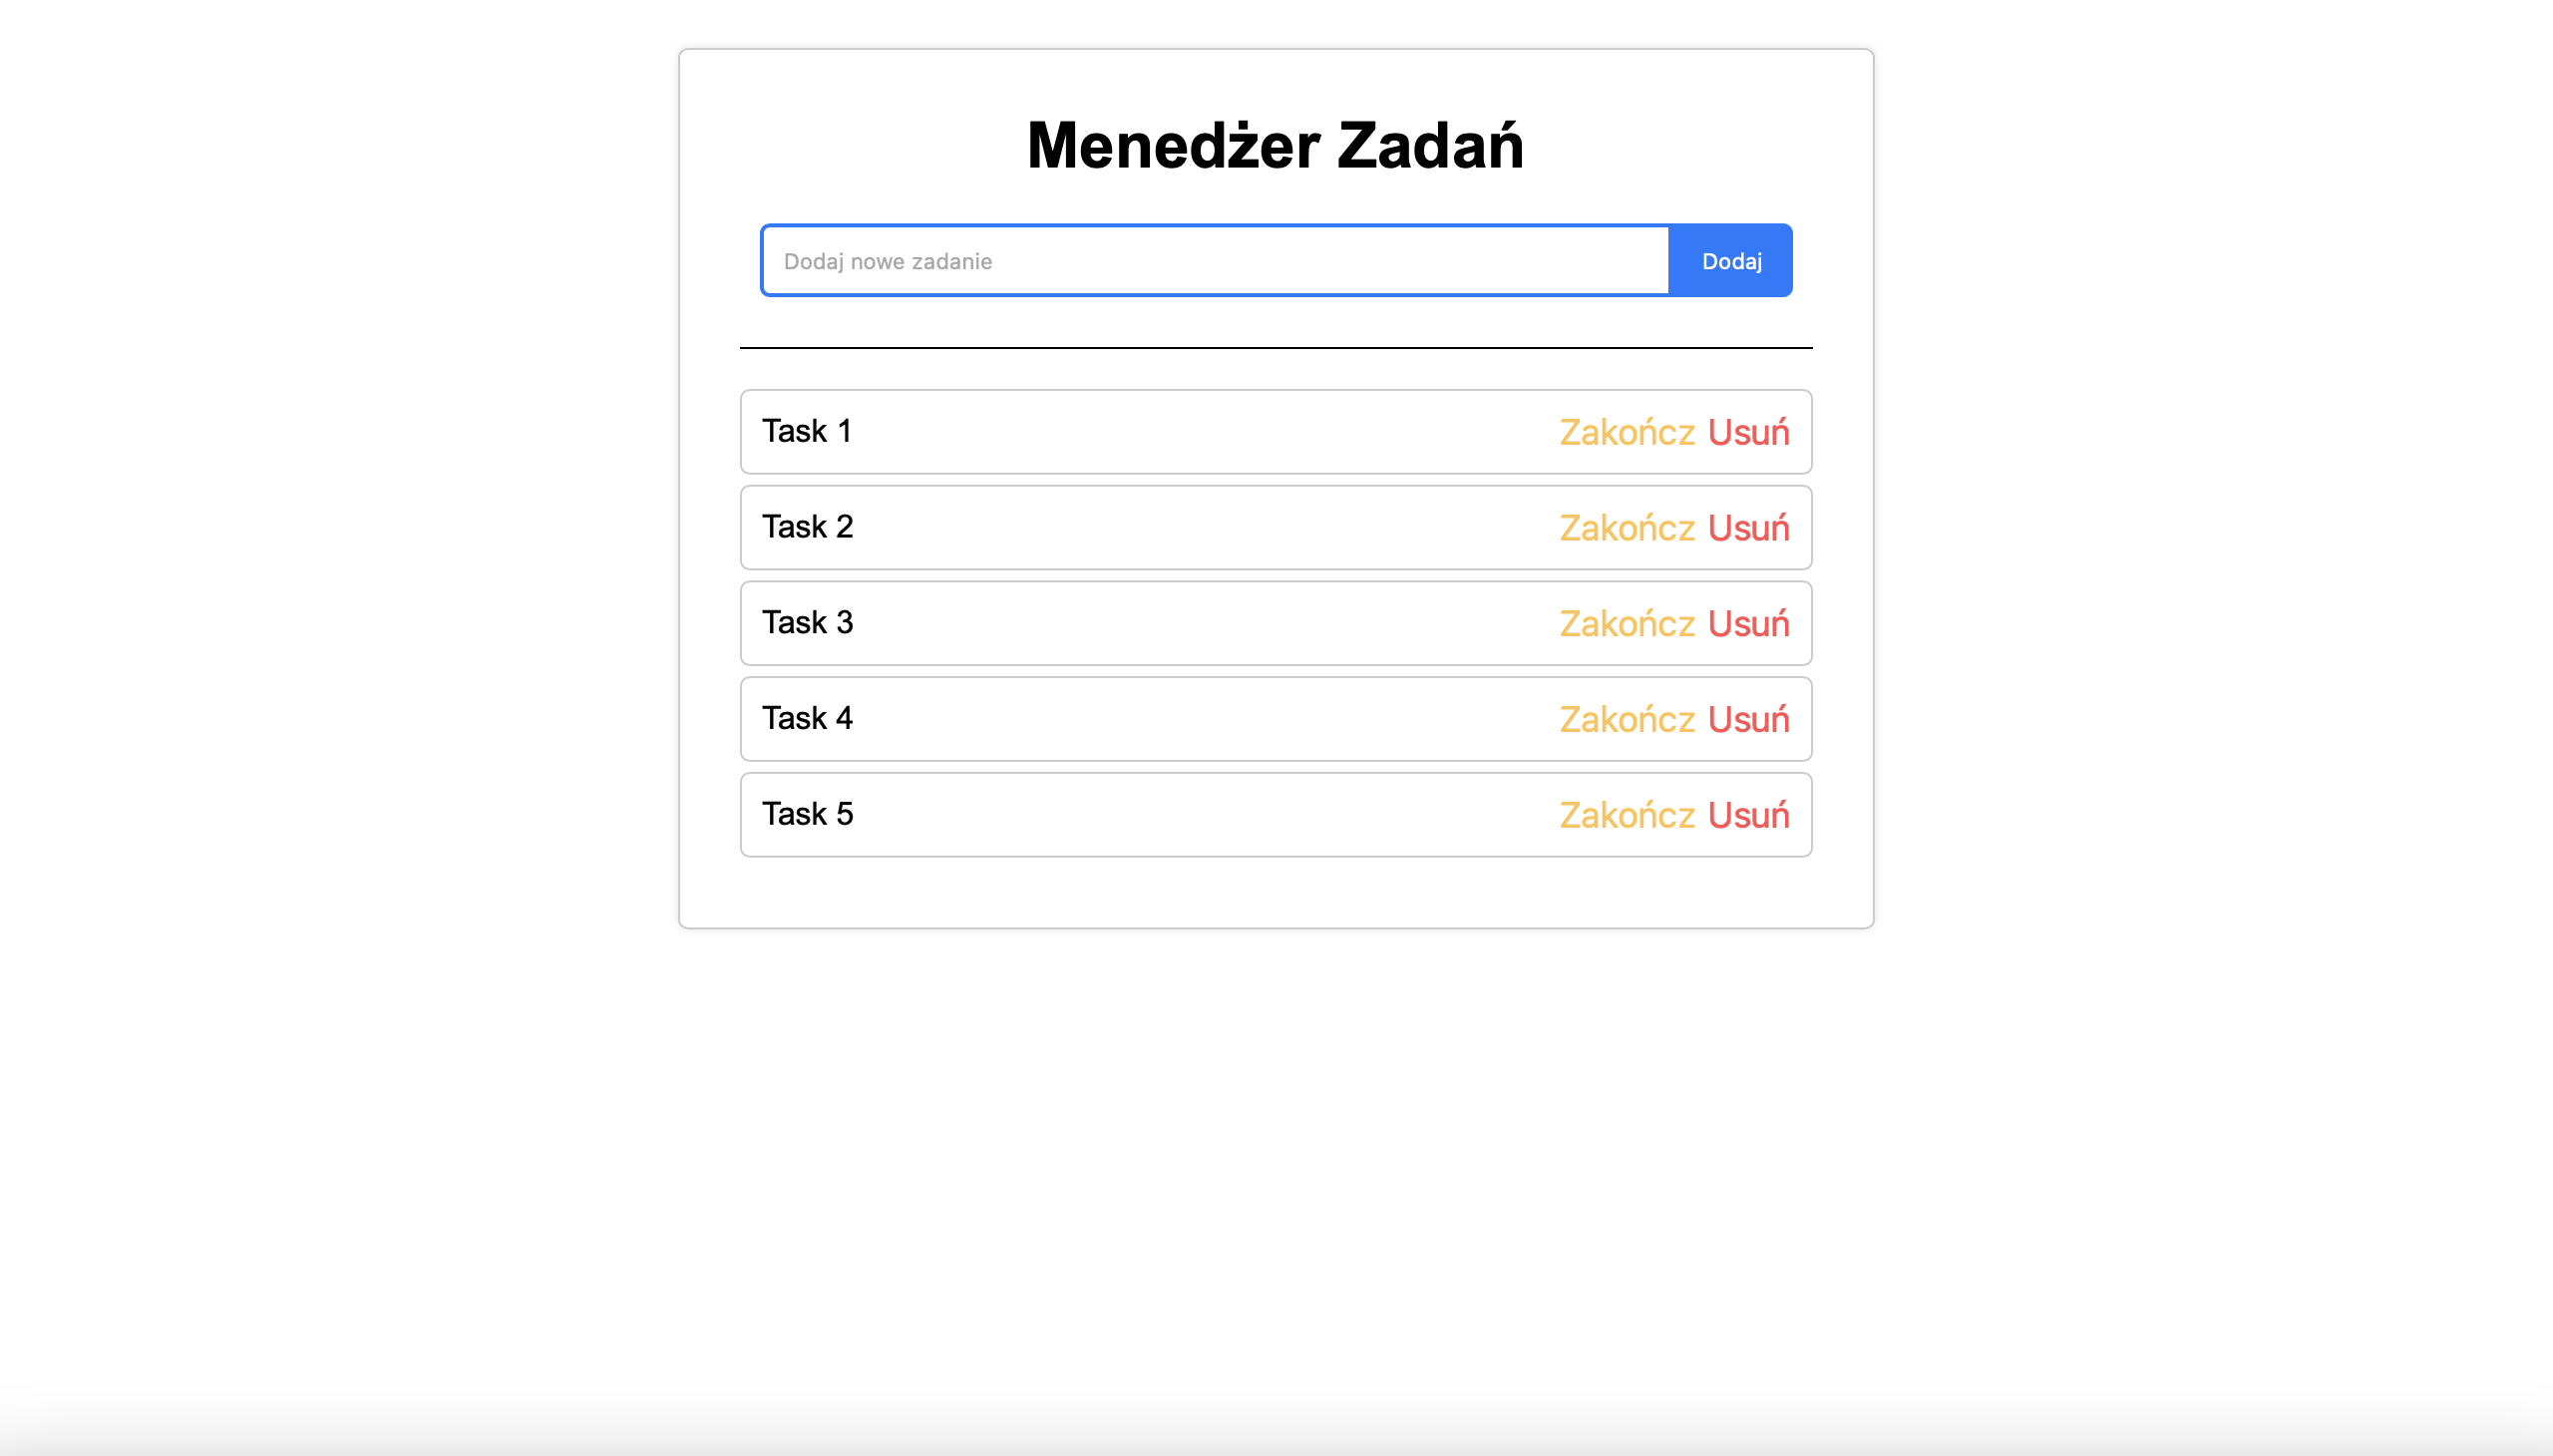 Menedżer Zadań
Dodaj nowe zadanie Dodaj
Task 1 Zakończ Usuń
Task 2 Zakończ Usuń
Task 3 Zakończ Usuń
Task 4 Zakończ Usuń
Task 5 Zakończ Usuń